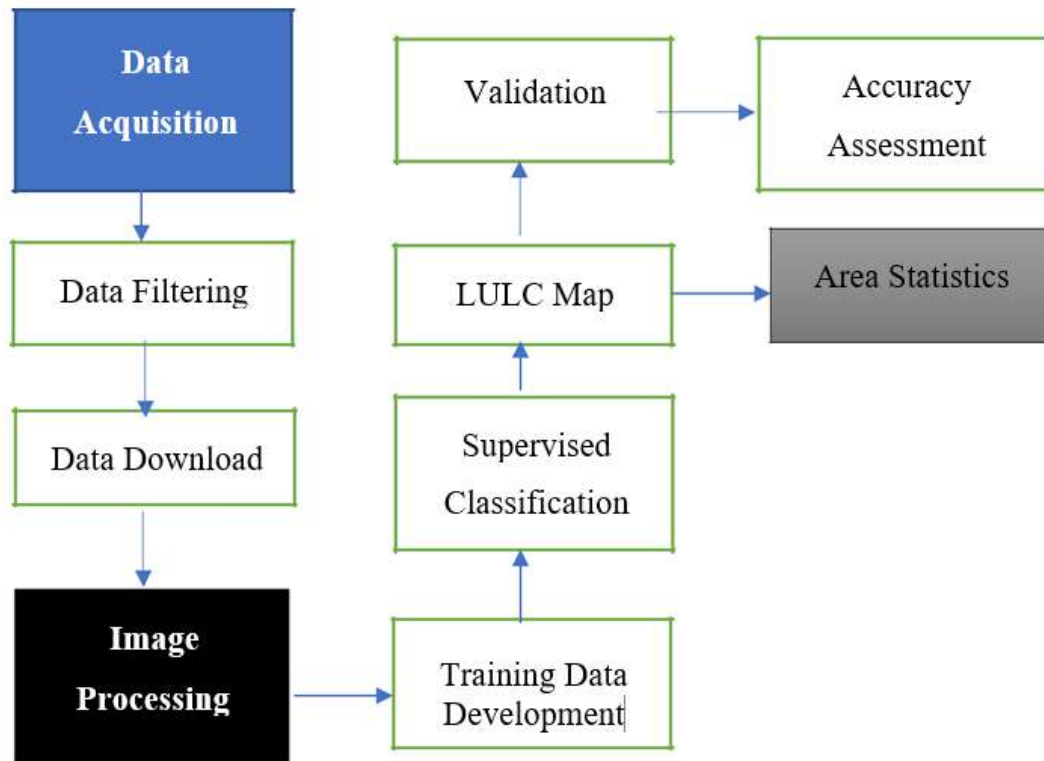 Data
Acquisition
Data Filtering
Data Download
Image
Processing
Training Data
Development
Supervised
Classification
LULC Map
Area Statistics
Validation
Accuracy
Assessment